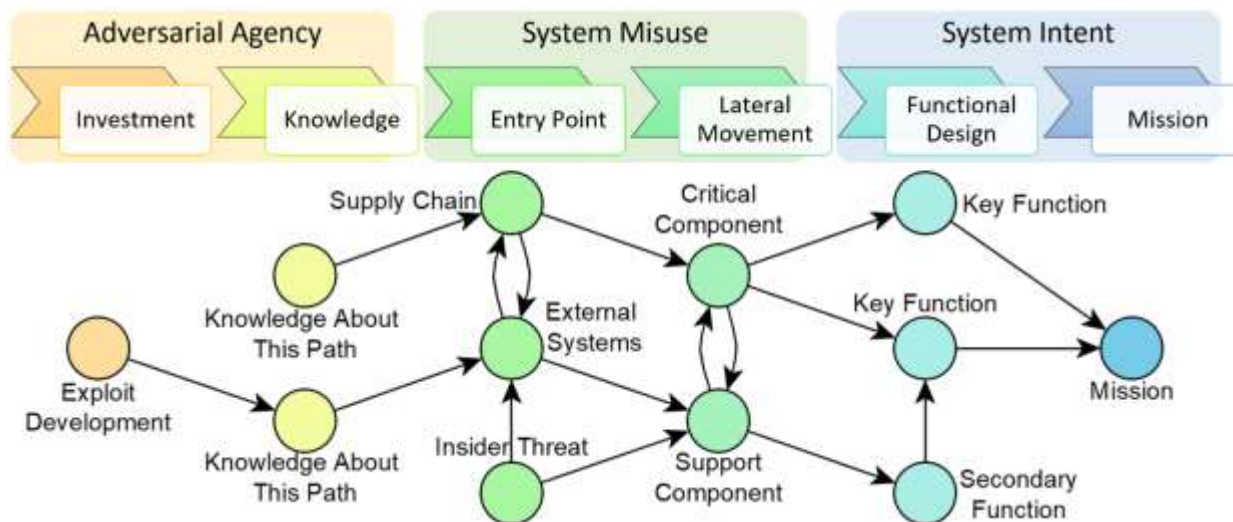 Adversarial Agency
System Misuse
System Intent
Investment
Knowledge
Entry Point
Lateral
Movement
Functional
Design
Mission
Supply Chain
Critical
Component
Key Function
Knowledge About
This Path
External
Systems
Key Function
Exploit
Development
Mission
Knowledge About
This Path
Insider Threat
Support
Component
Secondary
Function